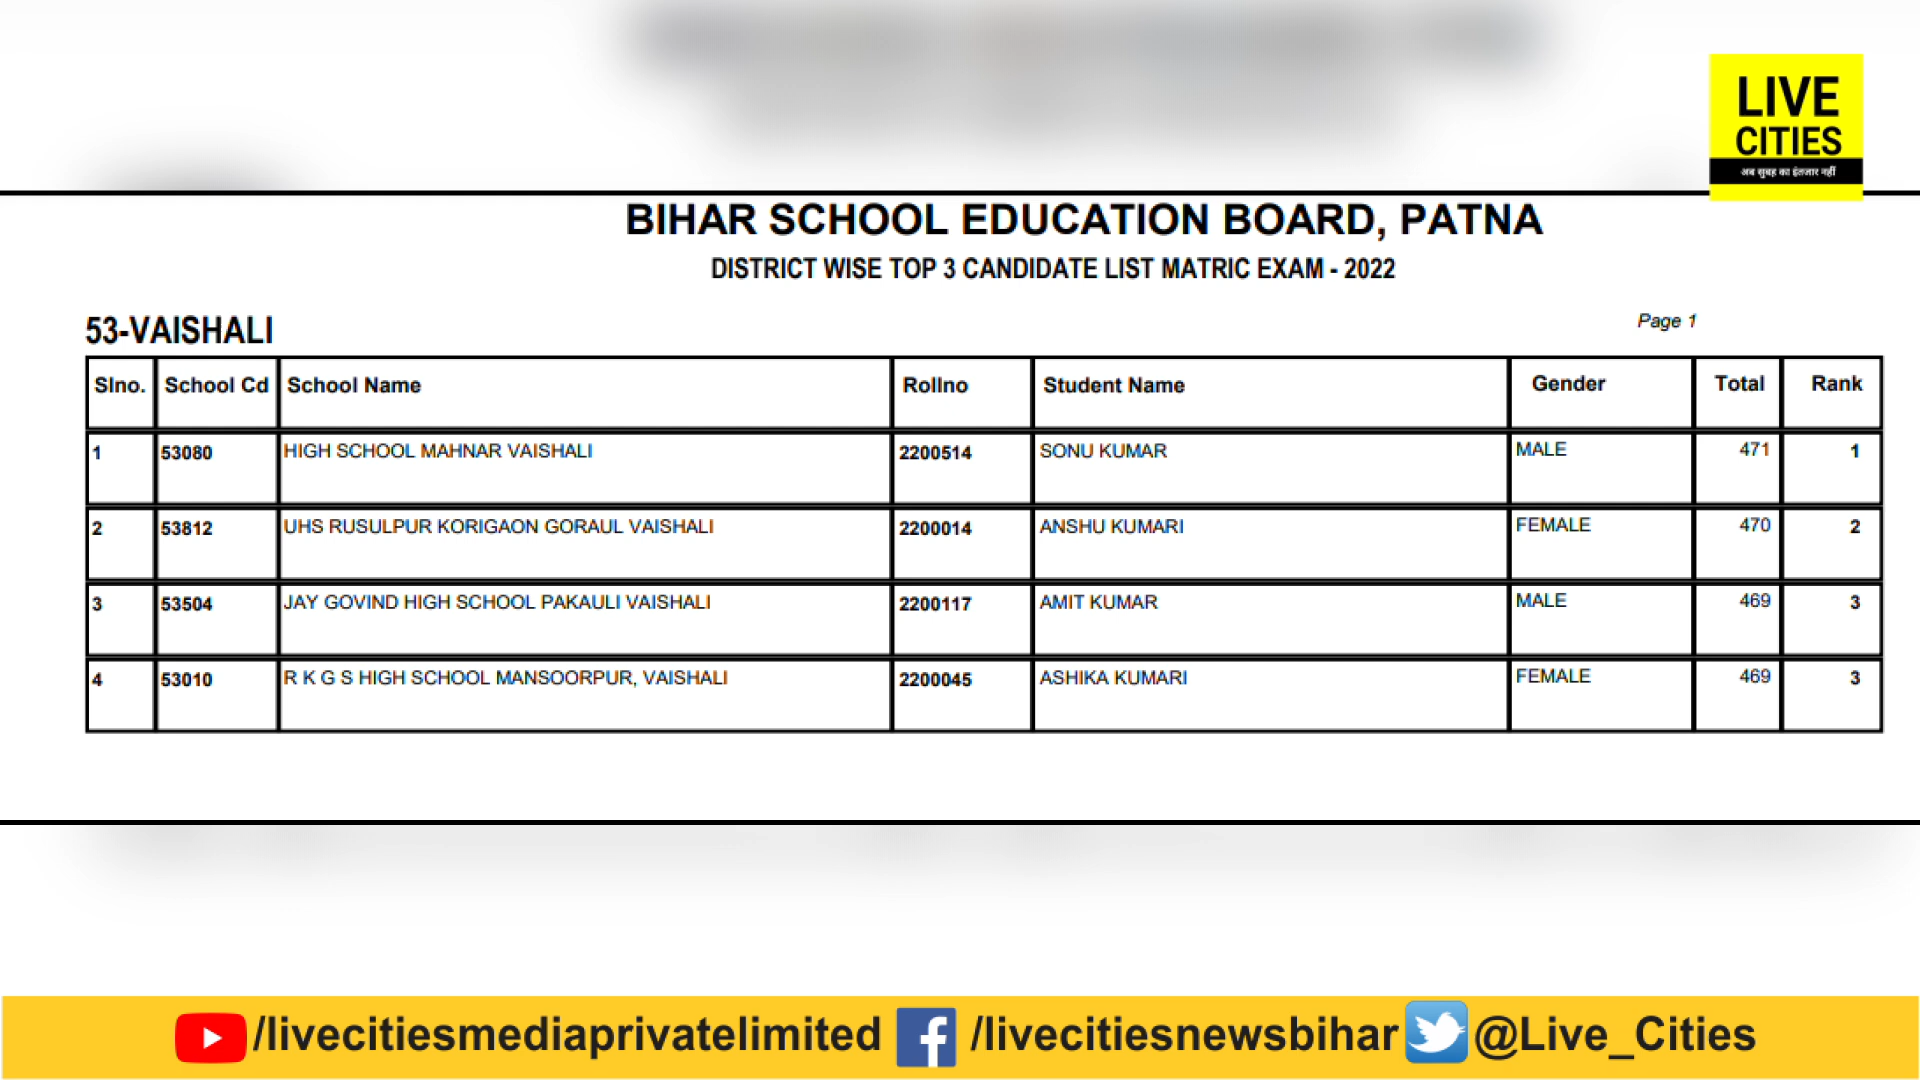 LIVE
CITIES
अब सुबह का इंतजार नहीं
BIHAR SCHOOL EDUCATION BOARD, PATNA
DISTRICT WISE TOP 3 CANDIDATE LIST MATRIC EXAM - 2022
53-VAISHALI Page 1
Slno. School Cd School Name Rollno Student Name Gender Total Rank
1 53080 HIGH SCHOOL MAHNAR VAISHALI 2200514 SONU KUMAR MALE 471 1
2 53812 UHS RUSULPUR KORIGAON GORAUL VAISHALI 2200014 ANSHU KUMARI FEMALE 470 2
3 53504 JAY GOVIND HIGH SCHOOL PAKAULI VAISHALI 2200117 AMIT KUMAR MALE 469 3
4 53010 R K G S HIGH SCHOOL MANSOORPUR, VAISHALI 2200045 ASHIKA KUMARI FEMALE 469 3
/livecitiesmediaprivatelimited /livecitiesnewsbihar @Live_Cities